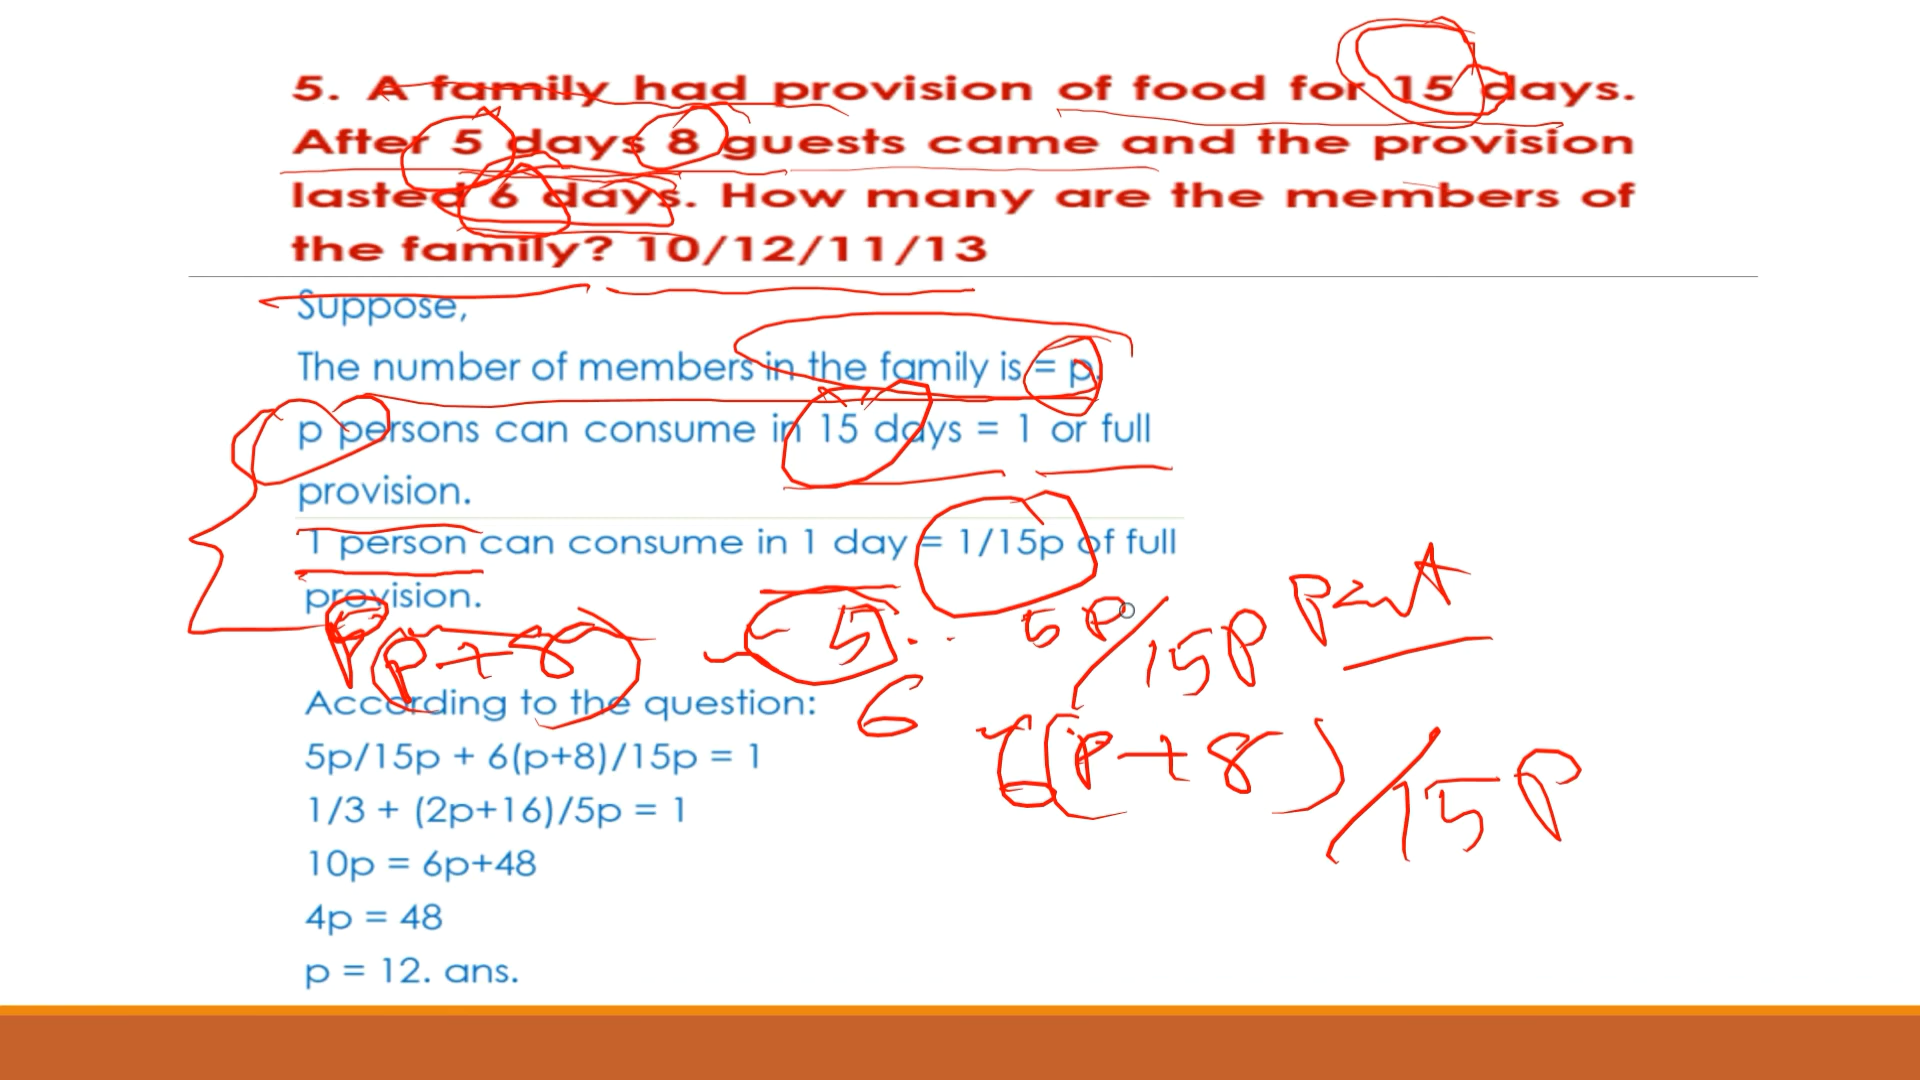 5. A family had provision of food for 15 days.
After 5 days 8 guests came and the provision
lasted 6 days. How many are the members of
the family? 10/12/11/13
Suppose,
The number of members in the family is = p.
p persons can consume in 15 days = 1 or full
provision.
1 person can consume in 1 day = 1/15p of full
provision.
P P+8 5 5P/15P Part
6 6(P+8)/15P
According to the question:
5p/15p + 6(p+8)/15p = 1
1/3 + (2p+16)/5p = 1
10p = 6p+48
4p = 48
p = 12. ans.